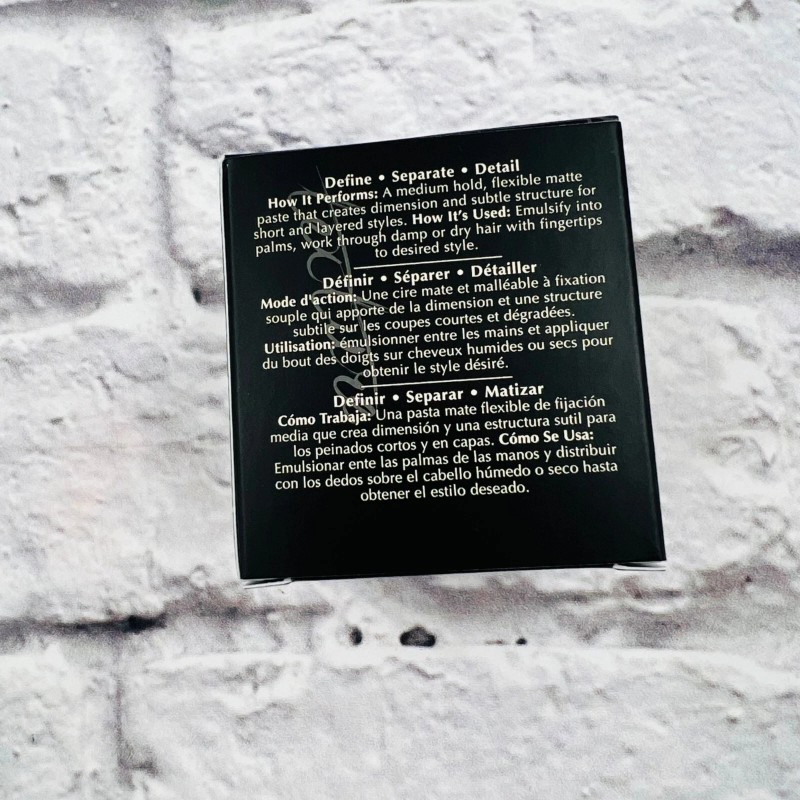 Define • Separate • Detail
How It Performs: A medium hold, flexible matte
paste that creates dimension and subtle structure for
short and layered styles. How It's Used: Emulsify into
palms, work through damp or dry hair with fingertips
to desired style.
Définir • Séparer • Détailler
Mode d'action: Une cire mate et malléable à fixation
souple qui apporte de la dimension et une structure
subtile sur les coupes courtes et dégradées.
Utilisation: émulsionner entre les mains et appliquer
du bout des doigts sur cheveux humides ou secs pour
obtenir le style désiré.
Definir • Separar • Matizar
Cómo Trabaja: Una pasta mate flexible de fijación
media que crea dimensión y una estructura sutil para
los peinados cortos y en capas. Cómo Se Usa:
Emulsionar ente las palmas de las manos y distribuir
con los dedos sobre el cabello húmedo o seco hasta
obtener el estilo deseado.